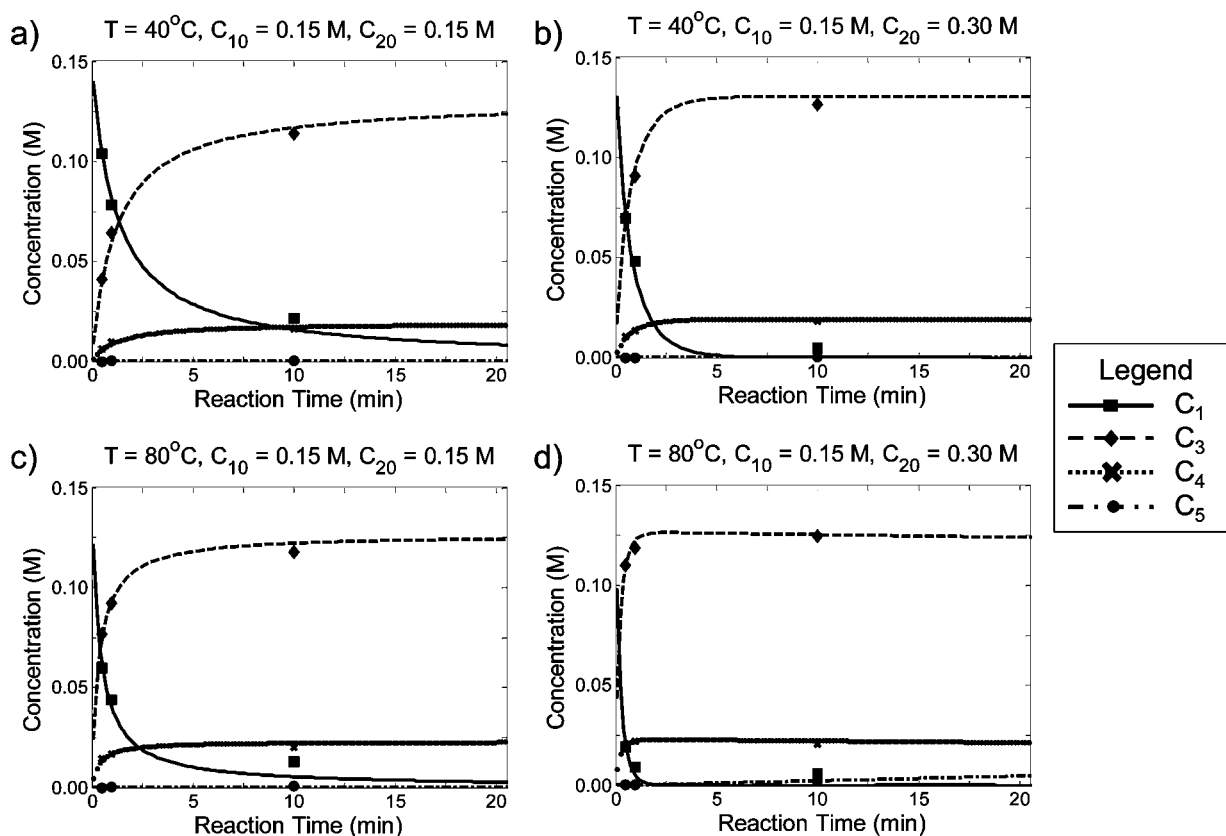 a) T = 40°C, C10 = 0.15 M, C20 = 0.15 M
0.15
0.10
0.05
0.00
Concentration (M)
0 5 10 15 20
Reaction Time (min)
b) T = 40°C, C10 = 0.15 M, C20 = 0.30 M
0.15
0.10
0.05
0.00
Concentration (M)
0 5 10 15 20
Reaction Time (min)
c) T = 80°C, C10 = 0.15 M, C20 = 0.15 M
0.15
0.10
0.05
0.00
Concentration (M)
0 5 10 15 20
Reaction Time (min)
d) T = 80°C, C10 = 0.15 M, C20 = 0.30 M
0.15
0.10
0.05
0.00
Concentration (M)
0 5 10 15 20
Reaction Time (min)
Legend
C1
C3
C4
C5